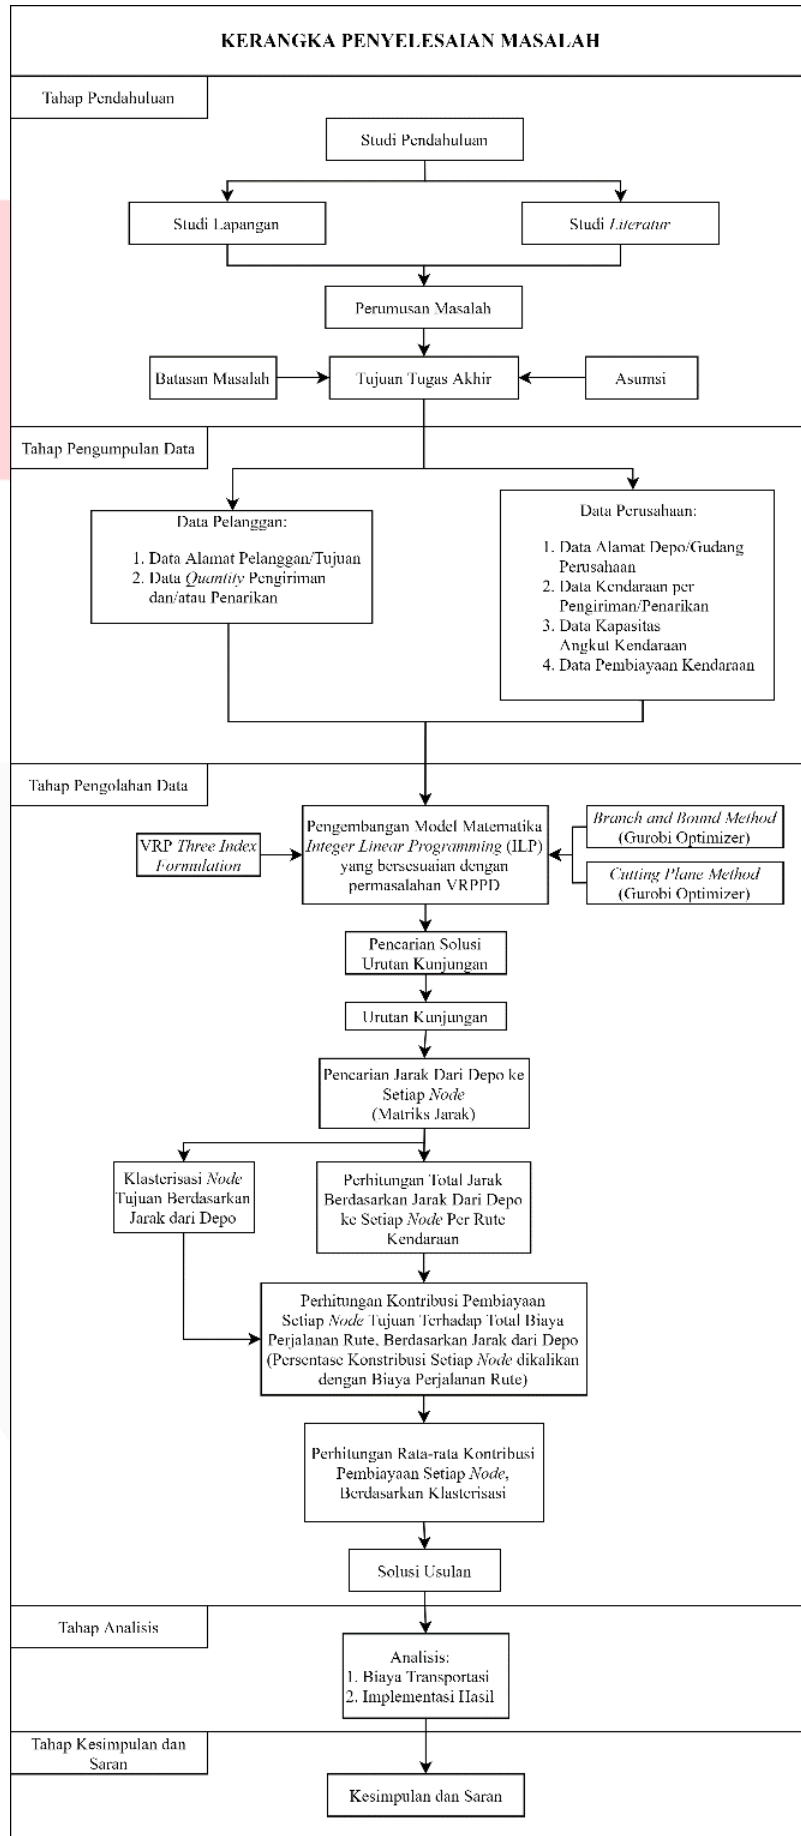 KERANGKA PENYELESAIAN MASALAH
Tahap Pendahuluan
Studi Pendahuluan
Studi Lapangan
Studi Literatur
Perumusan Masalah
Batasan Masalah
Tujuan Tugas Akhir
Asumsi
Tahap Pengumpulan Data
Data Pelanggan:
1. Data Alamat Pelanggan/Tujuan
2. Data Quantity Pengiriman
dan/atau Penarikan
Data Perusahaan:
1. Data Alamat Depo/Gudang
Perusahaan
2. Data Kendaraan per
Pengiriman/Penarikan
3. Data Kapasitas
Angkut Kendaraan
4. Data Pembiayaan Kendaraan
Tahap Pengolahan Data
VRP Three Index
Formulation
Pengembangan Model Matematika
Integer Linear Programming (ILP)
yang bersesuaian dengan
permasalahan VRPPD
Branch and Bound Method
(Gurobi Optimizer)
Cutting Plane Method
(Gurobi Optimizer)
Pencarian Solusi
Urutan Kunjungan
Urutan Kunjungan
Pencarian Jarak Dari Depo ke
Setiap Node
(Matriks Jarak)
Klasterisasi Node
Tujuan Berdasarkan
Jarak dari Depo
Perhitungan Total Jarak
Berdasarkan Jarak Dari Depo
ke Setiap Node Per Rute
Kendaraan
Perhitungan Kontribusi Pembiayaan
Setiap Node Tujuan Terhadap Total Biaya
Perjalanan Rute, Berdasarkan Jarak dari Depo
(Persentase Konstribusi Setiap Node dikalikan
dengan Biaya Perjalanan Rute)
Perhitungan Rata-rata Kontribusi
Pembiayaan Setiap Node,
Berdasarkan Klasterisasi
Solusi Usulan
Tahap Analisis
Analisis:
1. Biaya Transportasi
2. Implementasi Hasil
Tahap Kesimpulan dan
Saran
Kesimpulan dan Saran